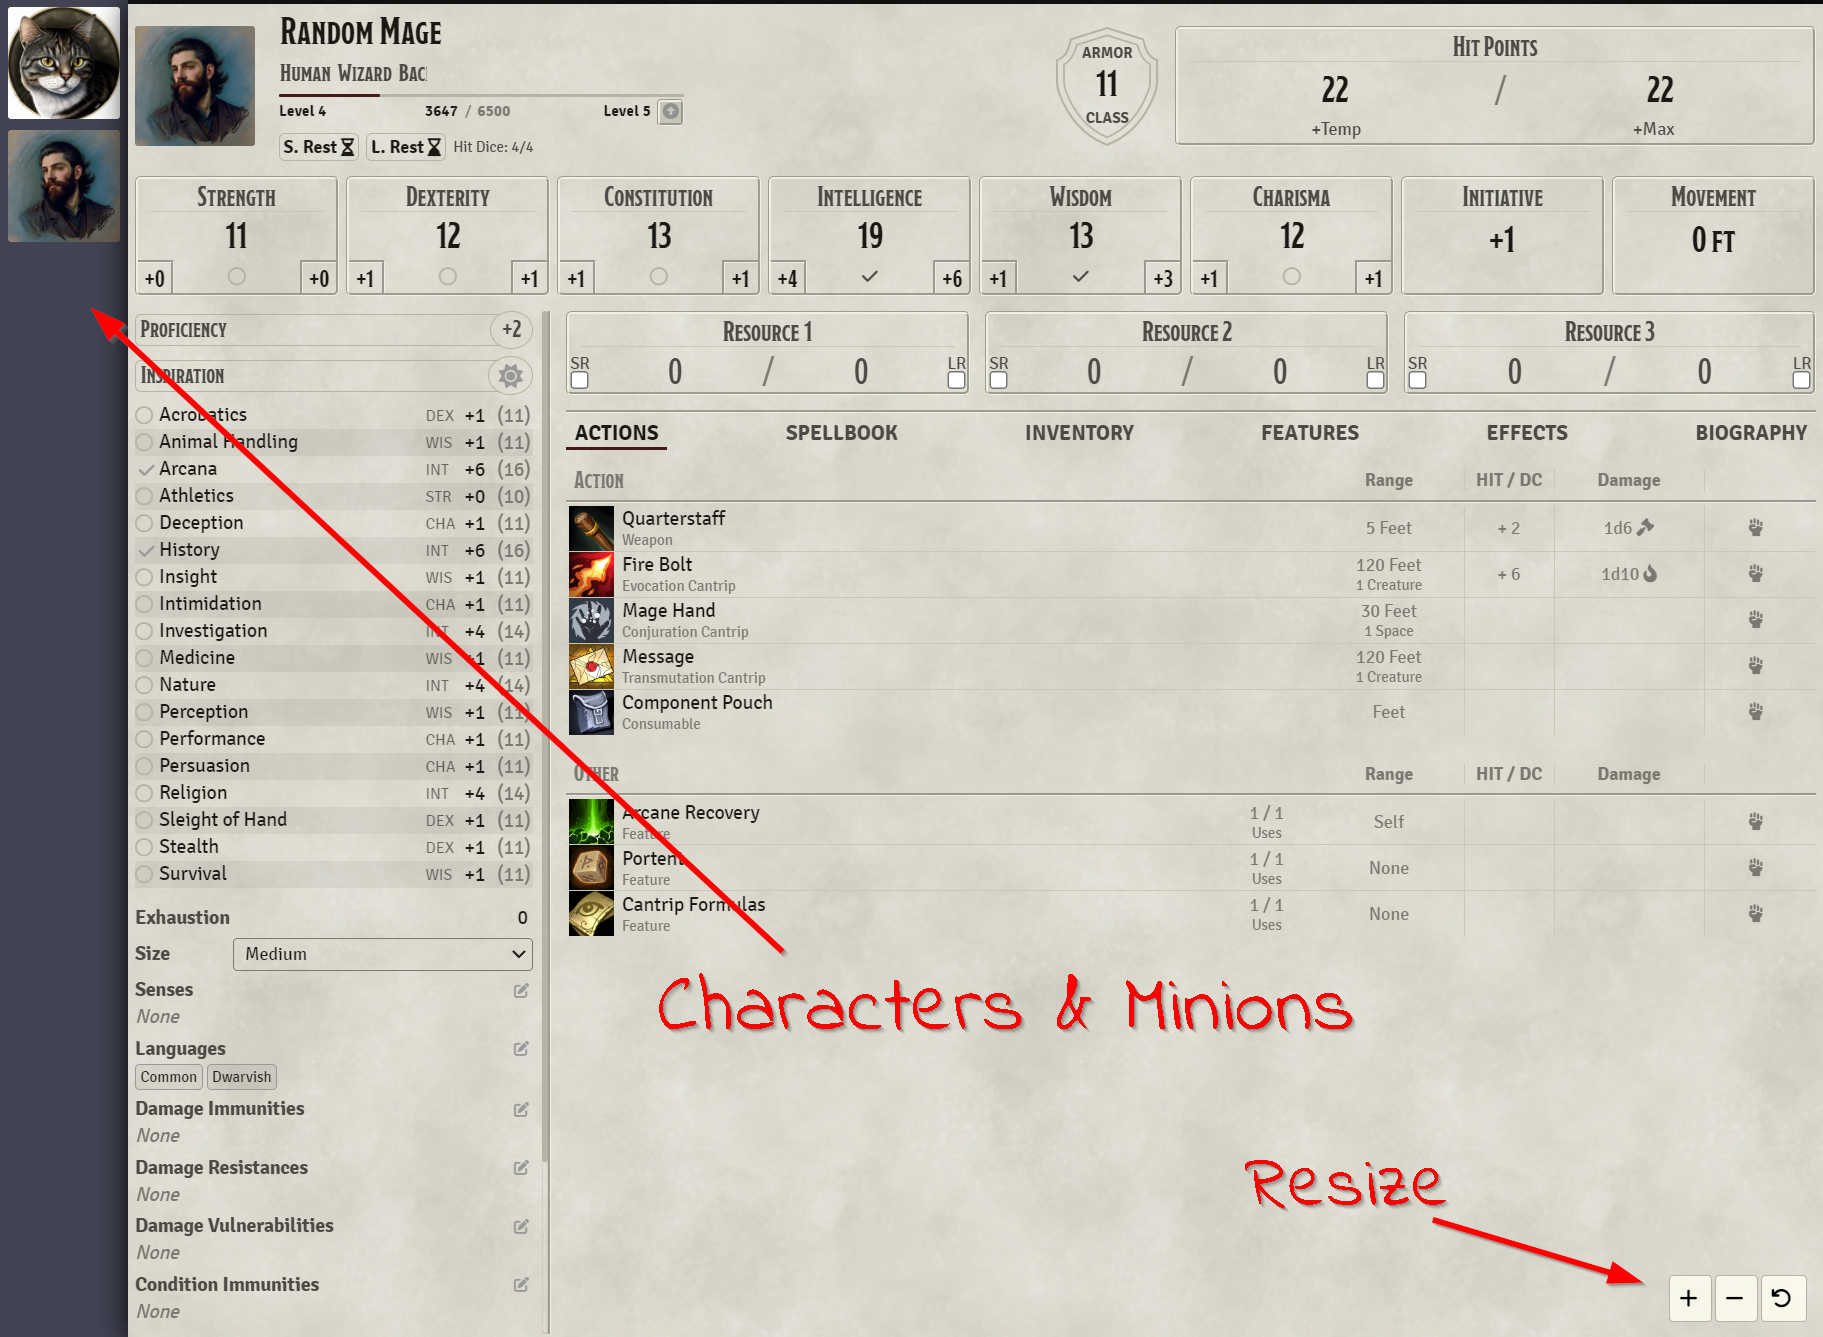 Random Mage
Human Wizard Bac
Level 4 3647 / 6500 Level 5
S. Rest L. Rest Hit Dice: 4/4
ARMOR
11
CLASS
Hit Points
22 / 22
+Temp +Max
Strength
11
+0 +0
Dexterity
12
+1 +1
Constitution
13
+1 +1
Intelligence
19
+4 +6
Wisdom
13
+1 +3
Charisma
12
+1 +1
Initiative
+1
Movement
0 ft
Proficiency +2
Inspiration
Acrobatics DEX +1 (11)
Animal Handling WIS +1 (11)
Arcana INT +6 (16)
Athletics STR +0 (10)
Deception CHA +1 (11)
History INT +6 (16)
Insight WIS +1 (11)
Intimidation CHA +1 (11)
Investigation INT +4 (14)
Medicine WIS +1 (11)
Nature INT +4 (14)
Perception WIS +1 (11)
Performance CHA +1 (11)
Persuasion CHA +1 (11)
Religion INT +4 (14)
Sleight of Hand DEX +1 (11)
Stealth DEX +1 (11)
Survival WIS +1 (11)
Exhaustion 0
Size Medium
Senses
None
Languages
Common Dwarvish
Damage Immunities
None
Damage Resistances
None
Damage Vulnerabilities
None
Condition Immunities
None
Resource 1
SR 0 / 0 LR
Resource 2
SR 0 / 0 LR
Resource 3
SR 0 / 0 LR
ACTIONS SPELLBOOK INVENTORY FEATURES EFFECTS BIOGRAPHY
Action Range HIT / DC Damage
Quarterstaff 5 Feet + 2 1d6
Weapon
Fire Bolt 120 Feet + 6 1d10
Evocation Cantrip 1 Creature
Mage Hand 30 Feet
Conjuration Cantrip 1 Space
Message 120 Feet
Transmutation Cantrip 1 Creature
Component Pouch Feet
Consumable
Other Range HIT / DC Damage
Arcane Recovery 1 / 1 Self
Feature Uses
Portent 1 / 1 None
Feature Uses
Cantrip Formulas 1 / 1 None
Feature Uses
Characters & Minions
Resize
+ −